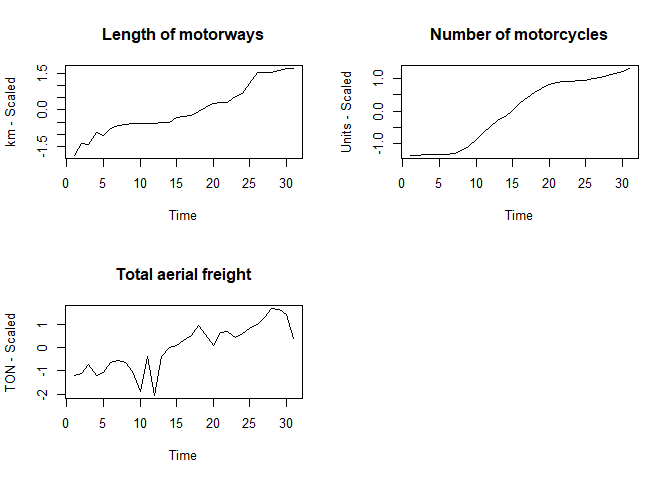 Length of motorways
km - Scaled
-1.5 0.0 1.5
0 5 10 15 20 25 30
Time
Number of motorcycles
Units - Scaled
-1.0 0.0 1.0
0 5 10 15 20 25 30
Time
Total aerial freight
TON - Scaled
-2 -1 0 1
0 5 10 15 20 25 30
Time